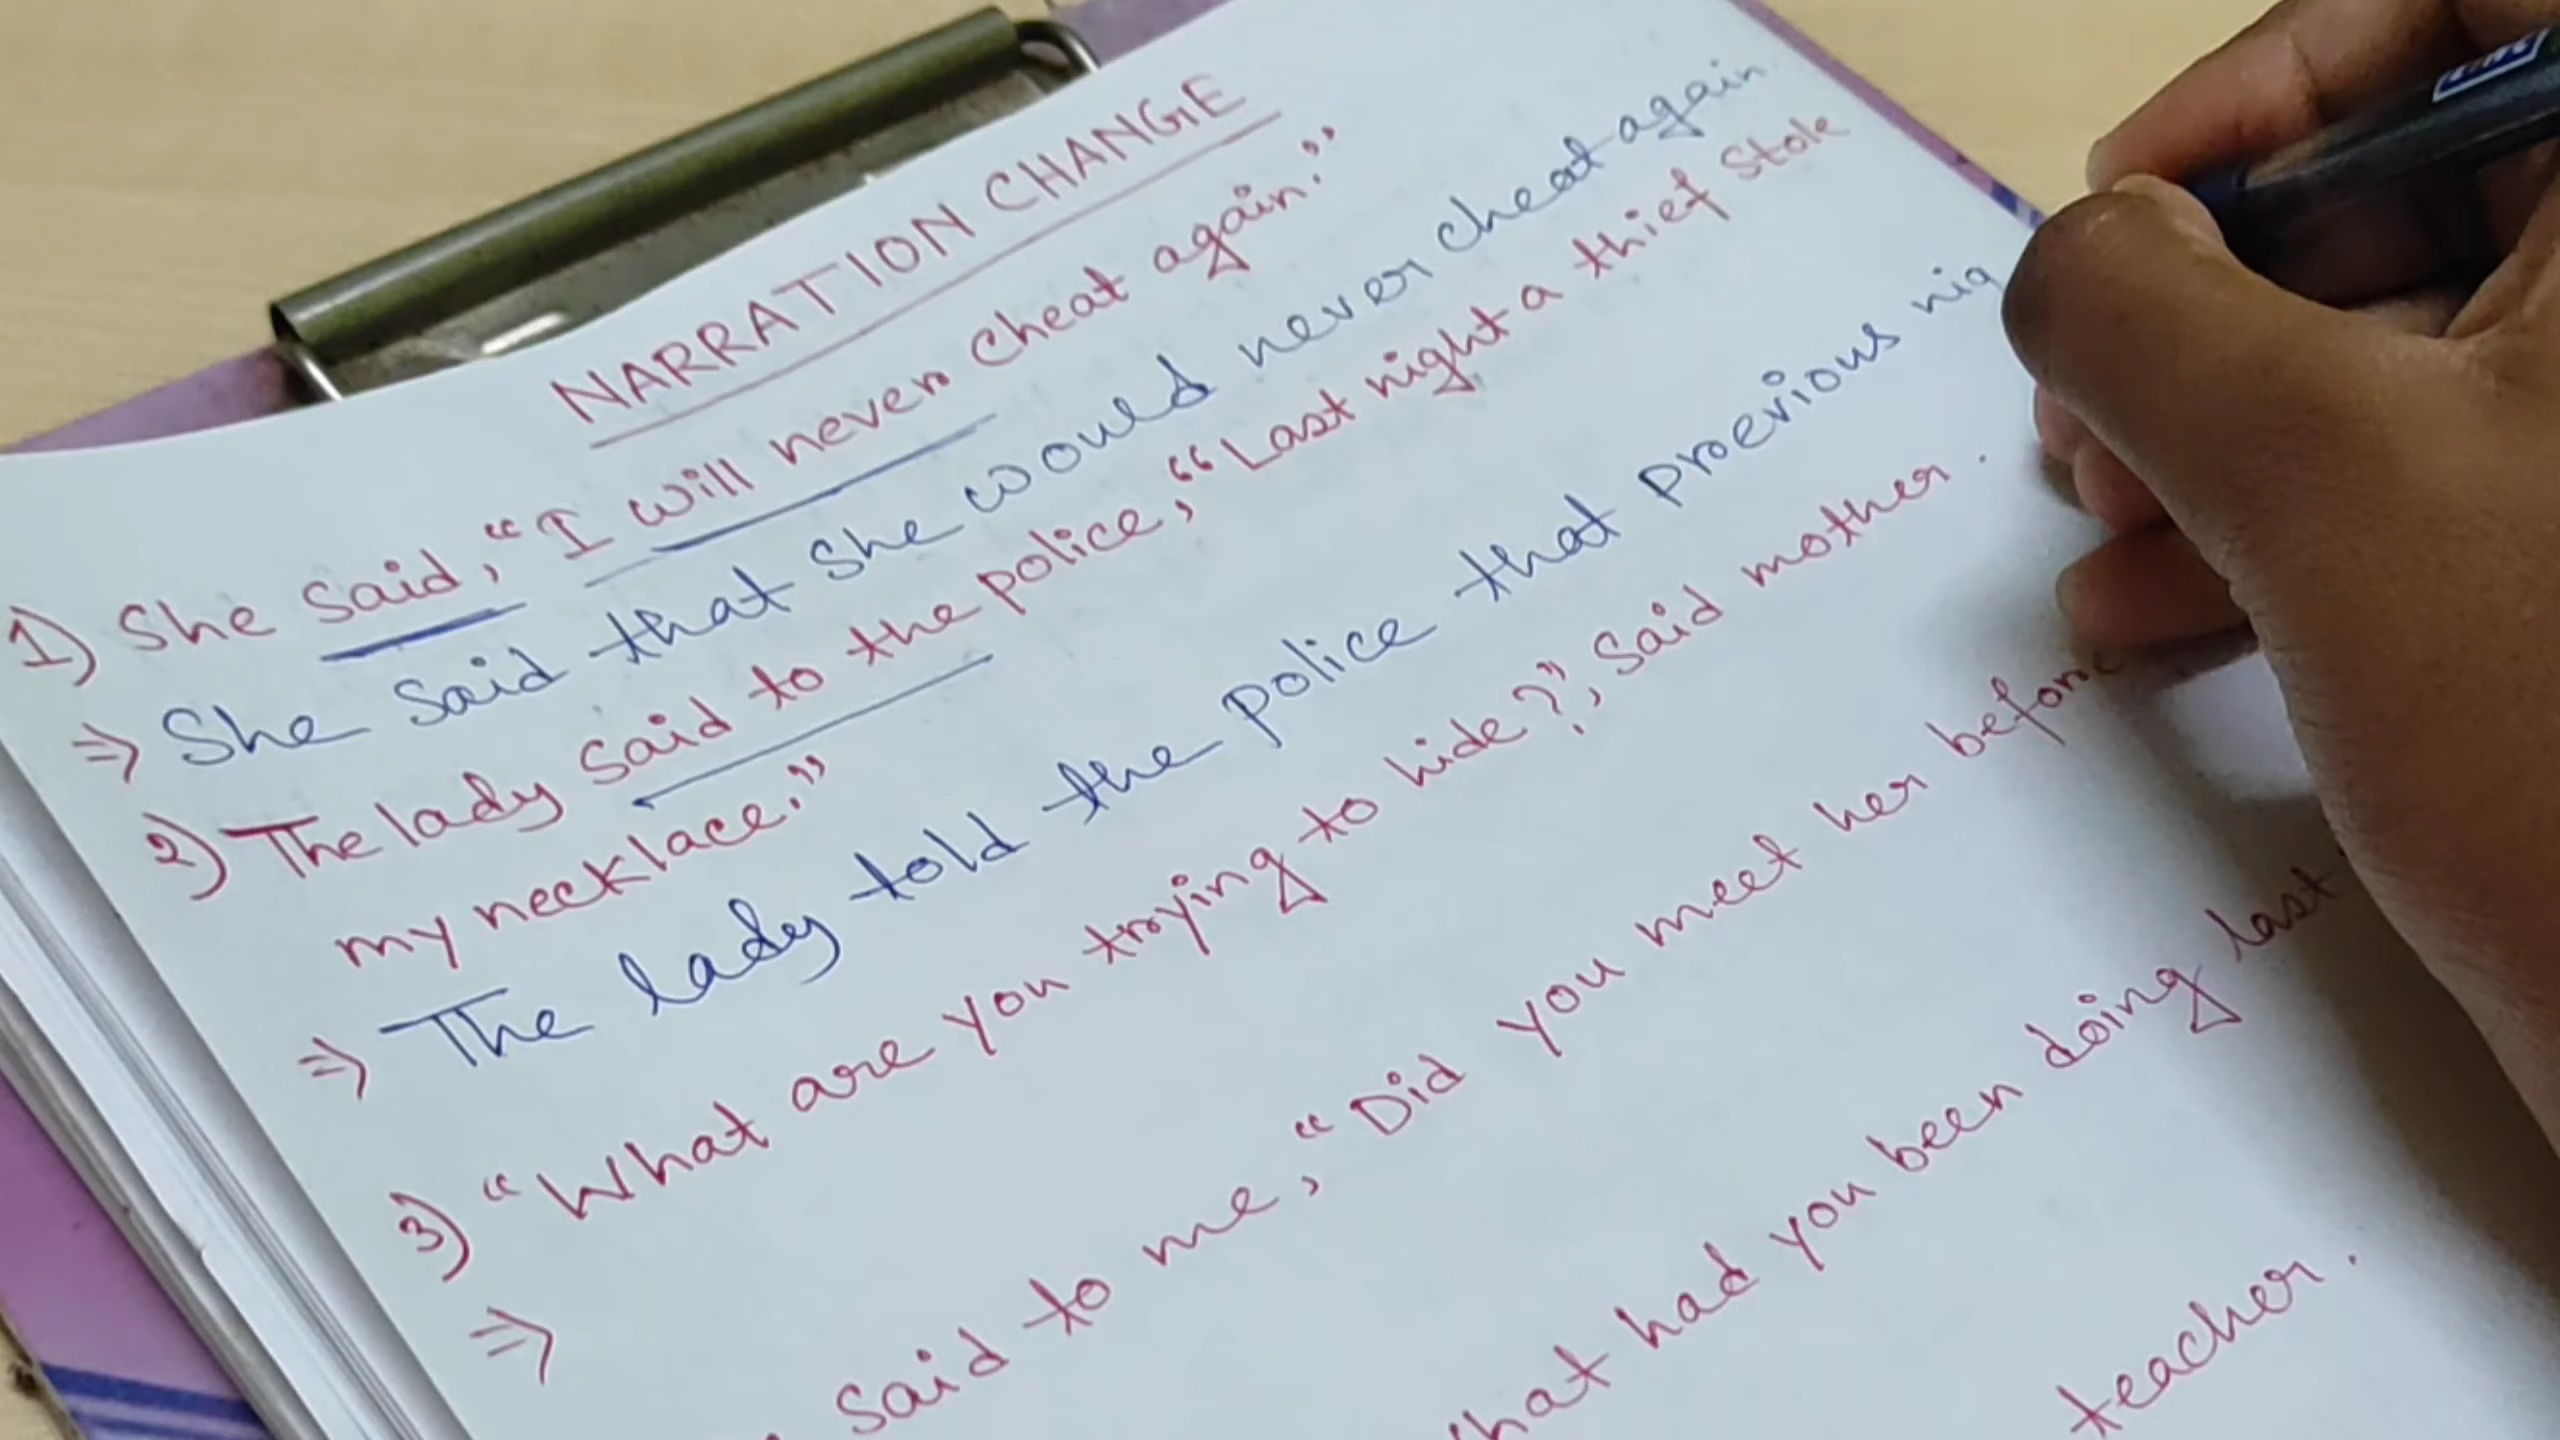 NARRATION CHANGE
1) She said, "I will never cheat again."
⇒ She said that she would never cheat again
2) The lady said to the police, "Last night a thief stole
my necklace."
⇒ The lady told the police that previous nig
3) "What are you trying to hide?", said mother.
⇒
said to me, "Did you meet her before
hat had you been doing last
teacher.